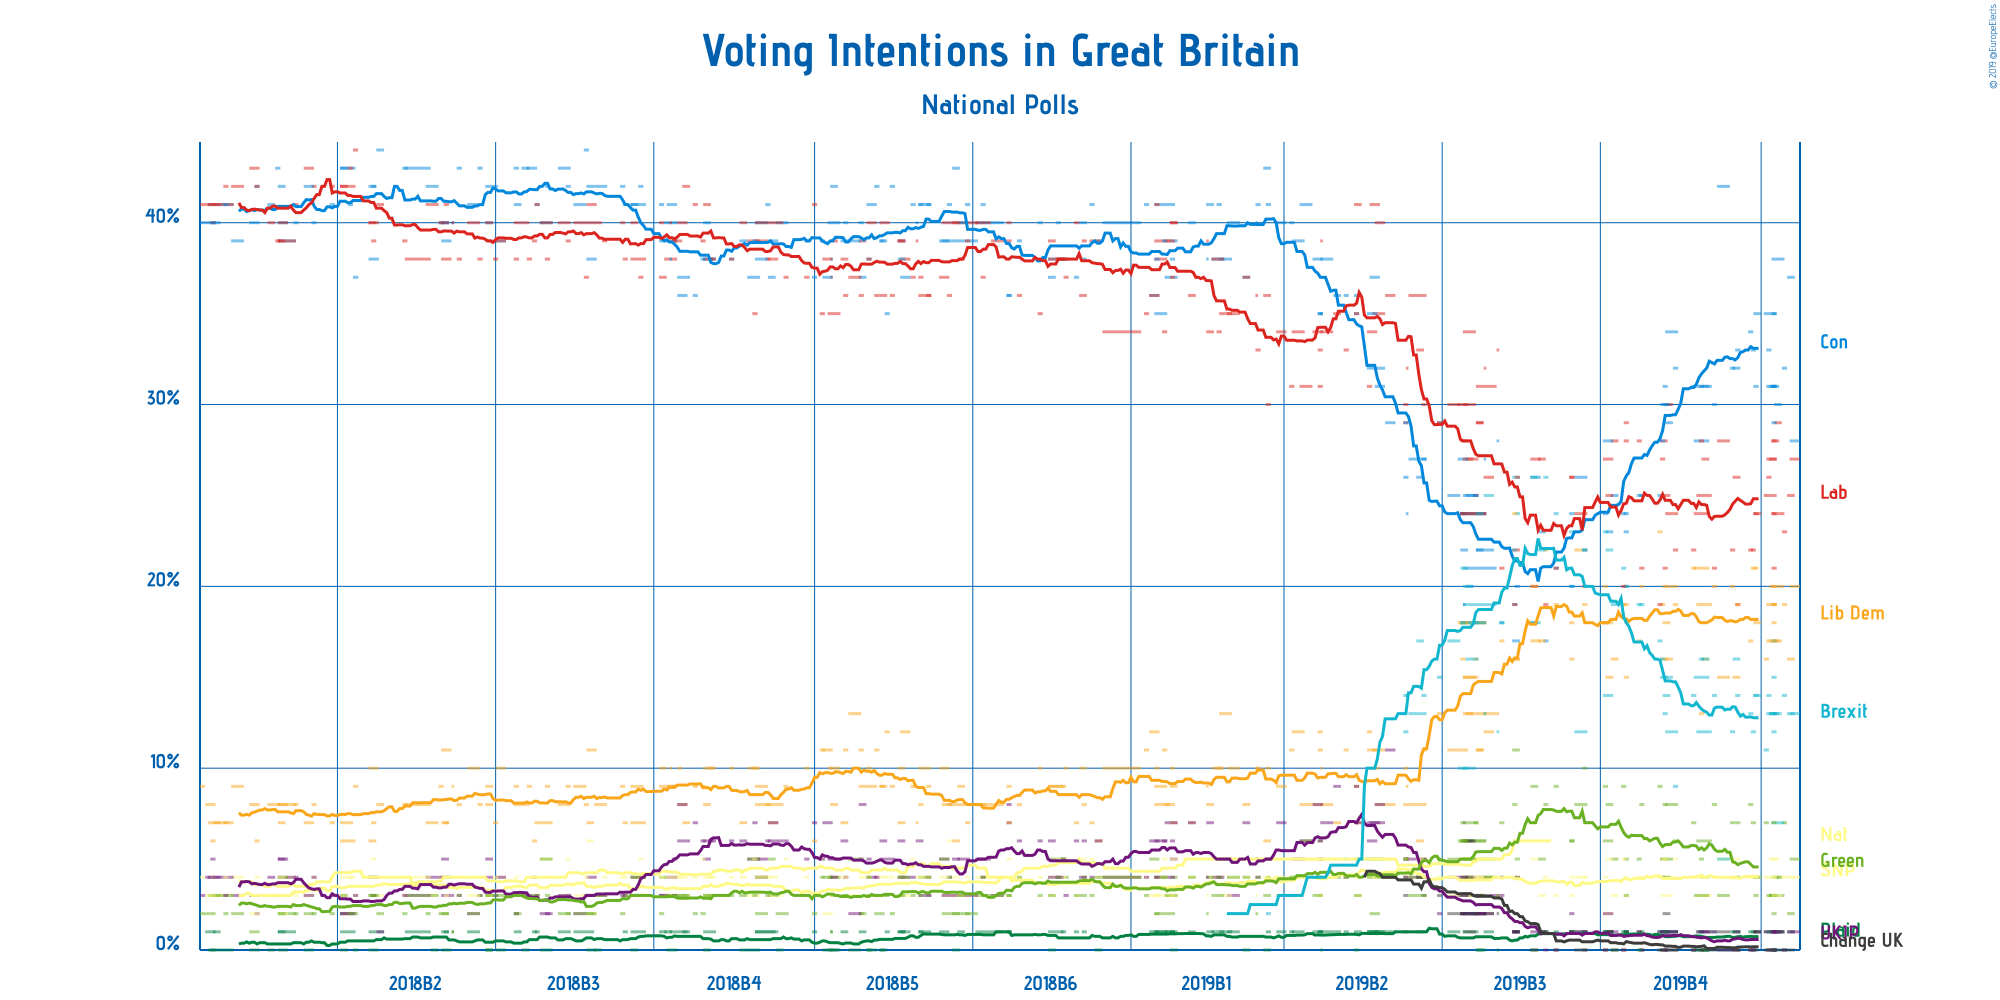 Voting Intentions in Great Britain
National Polls
© 2019 @EuropeElects
40%
30%
20%
10%
0%
Con
Lab
Lib Dem
Brexit
Nat
Green
SNP
UKIP
Change UK
2018B2
2018B3
2018B4
2018B5
2018B6
2019B1
2019B2
2019B3
2019B4